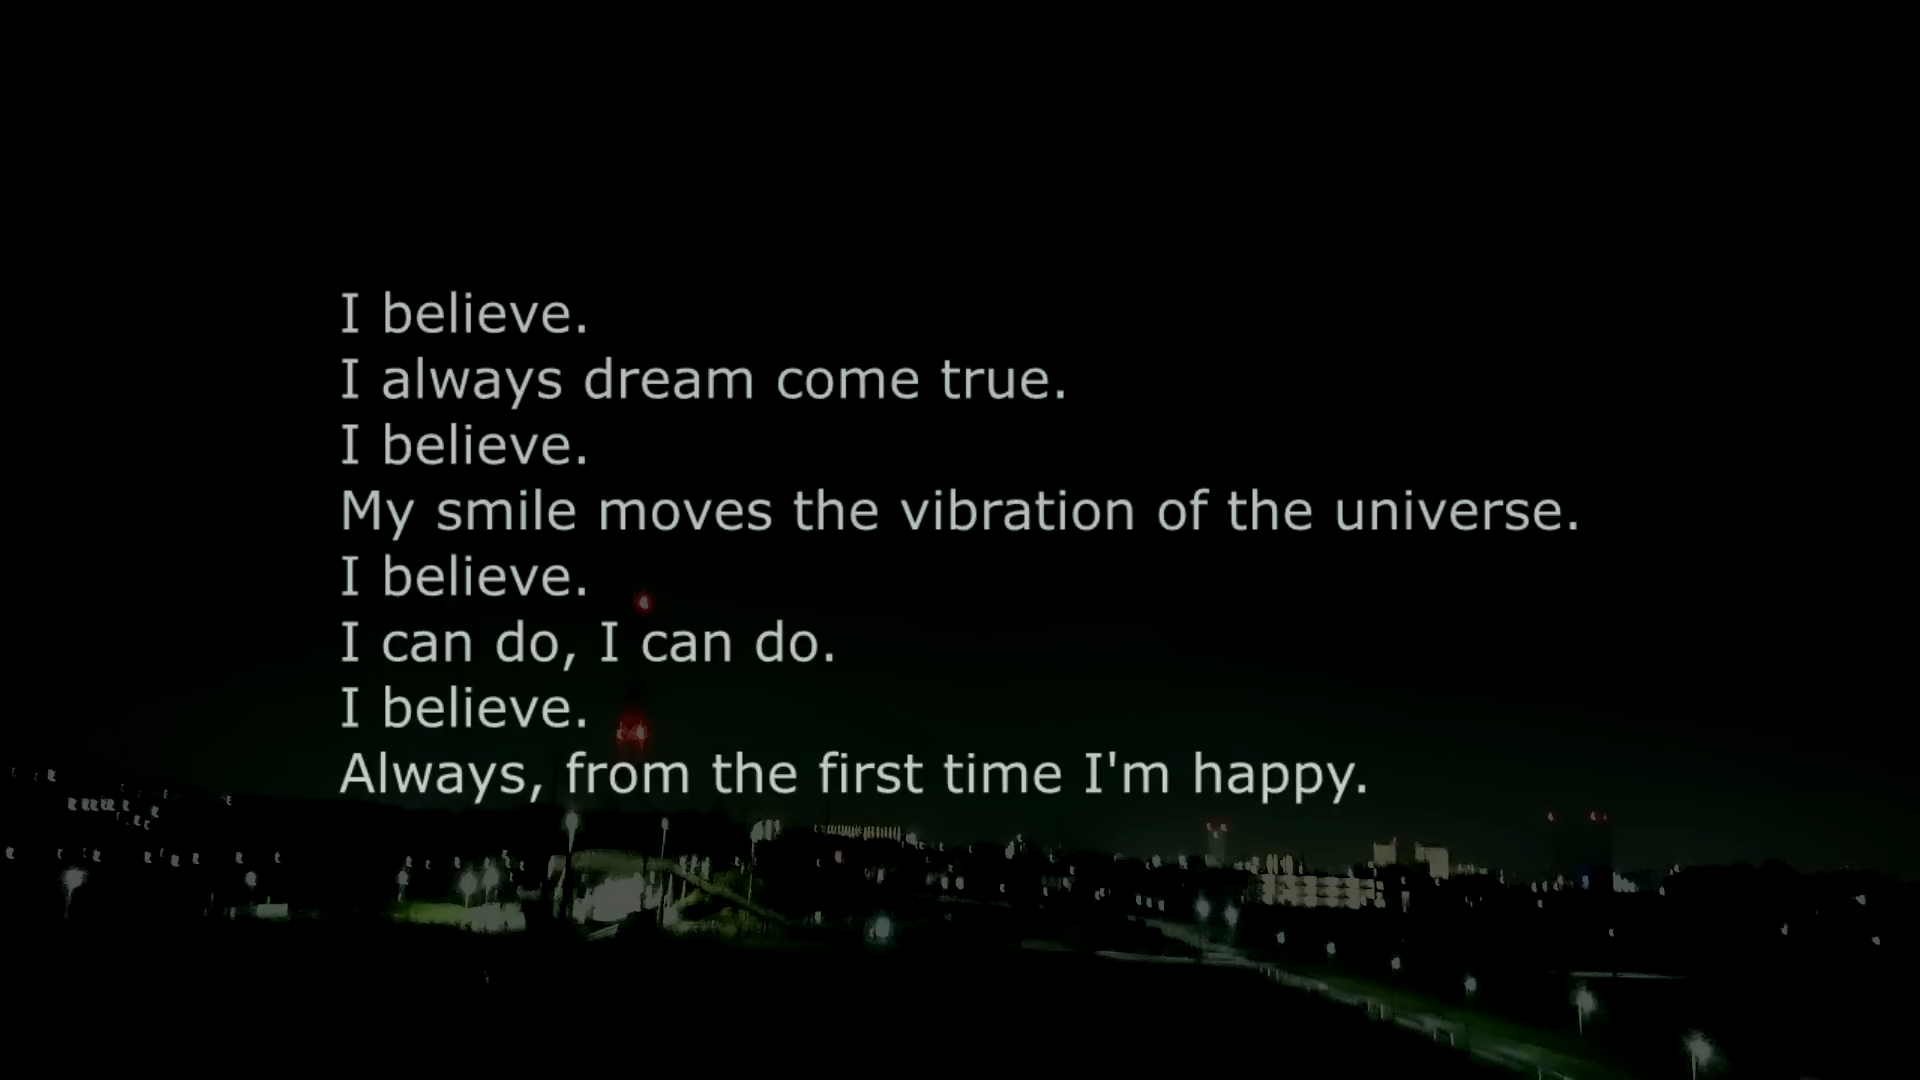 I believe.
I always dream come true.
I believe.
My smile moves the vibration of the universe.
I believe.
I can do, I can do.
I believe.
Always, from the first time I'm happy.